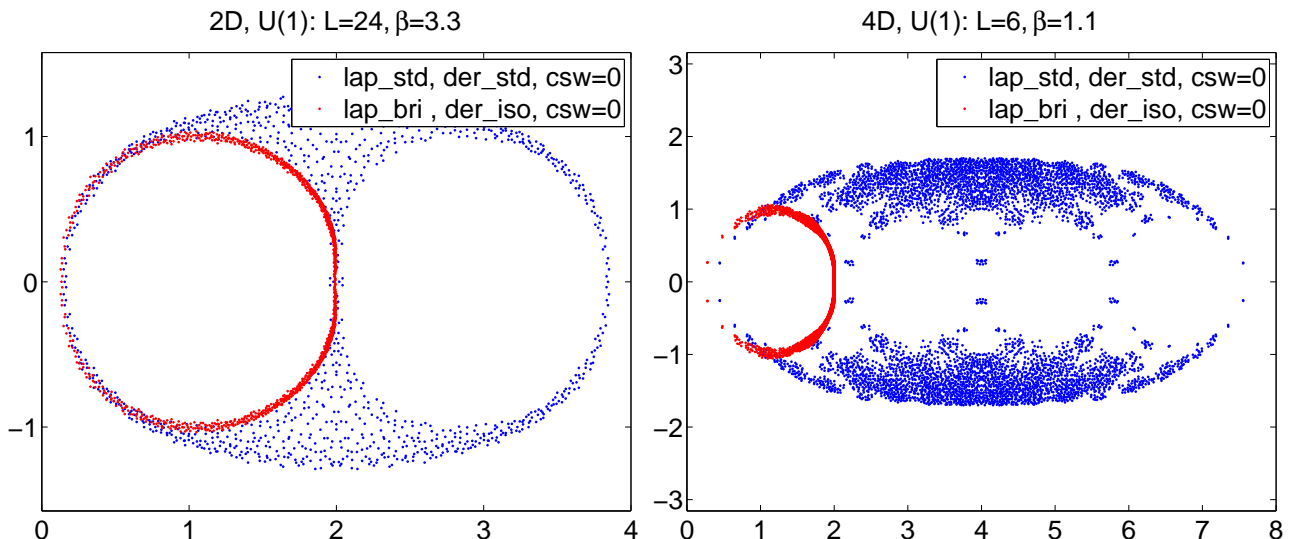 2D, U(1): L=24, β=3.3
lap_std, der_std, csw=0
lap_bri , der_iso, csw=0
1
0
−1
0 1 2 3 4
4D, U(1): L=6, β=1.1
lap_std, der_std, csw=0
lap_bri , der_iso, csw=0
3
2
1
0
−1
−2
−3
0 1 2 3 4 5 6 7 8